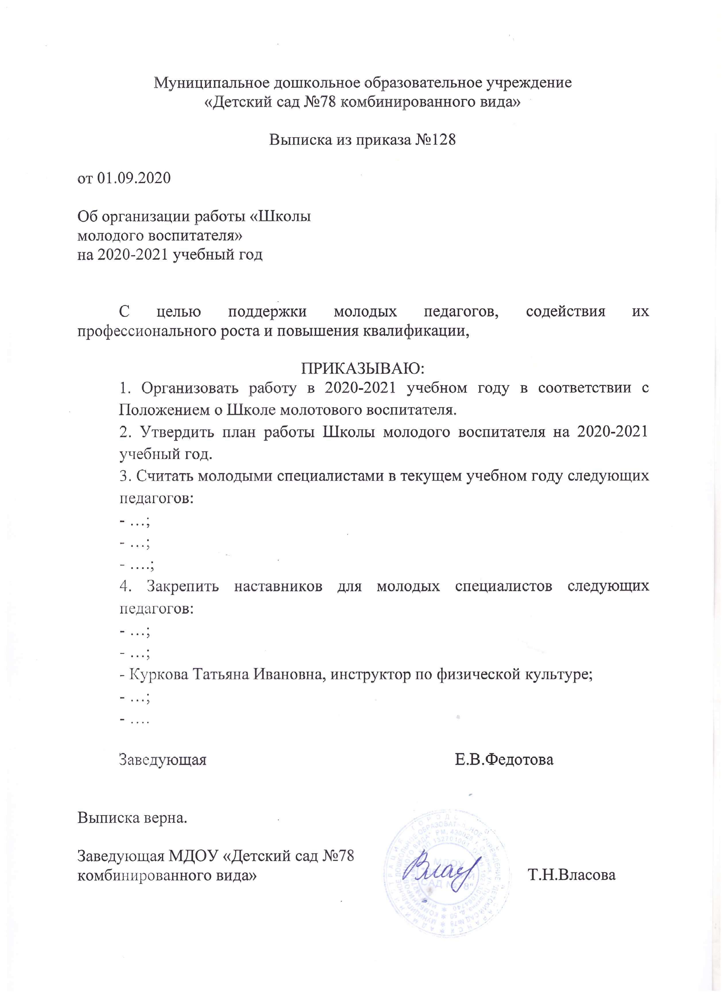 Муниципальное дошкольное образовательное учреждение
«Детский сад №78 комбинированного вида»
Выписка из приказа №128
от 01.09.2020
Об организации работы «Школы
молодого воспитателя»
на 2020-2021 учебный год
С целью поддержки молодых педагогов, содействия их
профессионального роста и повышения квалификации,
ПРИКАЗЫВАЮ:
1. Организовать работу в 2020-2021 учебном году в соответствии с
Положением о Школе молотового воспитателя.
2. Утвердить план работы Школы молодого воспитателя на 2020-2021
учебный год.
3. Считать молодыми специалистами в текущем учебном году следующих
педагогов:
- …;
- …;
- ….;
4. Закрепить наставников для молодых специалистов следующих
педагогов:
- …;
- …;
- Куркова Татьяна Ивановна, инструктор по физической культуре;
- …;
- ….
Заведующая Е.В.Федотова
Выписка верна.
Заведующая МДОУ «Детский сад №78
комбинированного вида» Т.Н.Власова
МДОУ
САД №78"